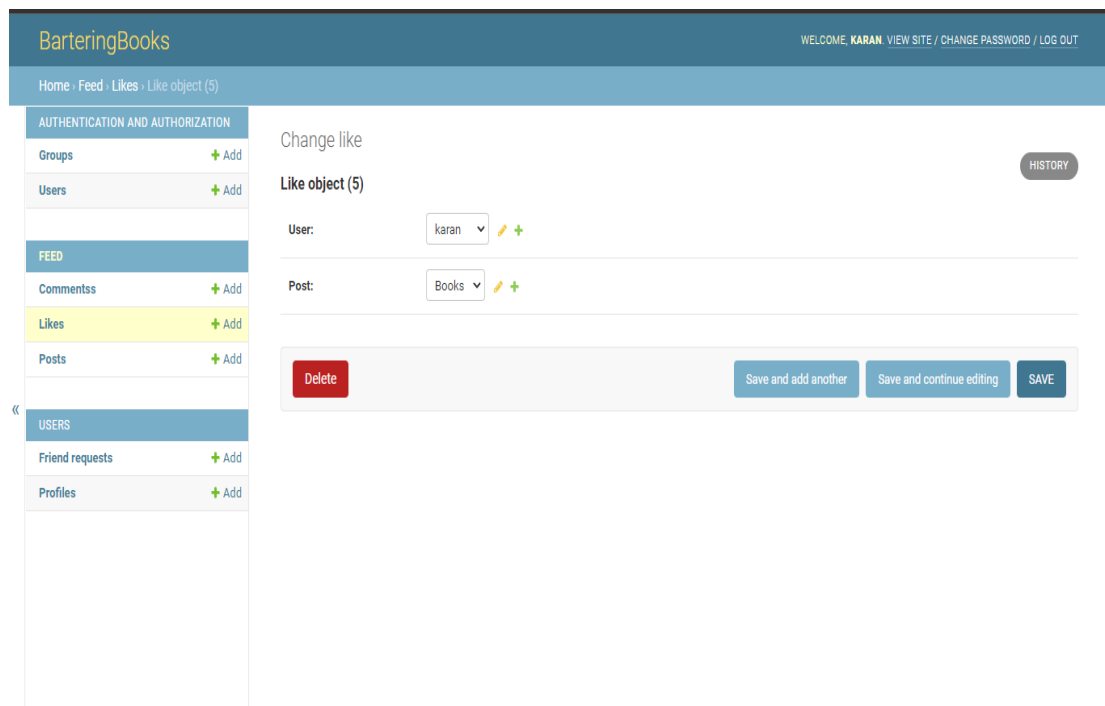 BarteringBooks
WELCOME, KARAN. VIEW SITE / CHANGE PASSWORD / LOG OUT
Home › Feed › Likes › Like object (5)
AUTHENTICATION AND AUTHORIZATION
Groups + Add
Users + Add
FEED
Commentss + Add
Likes + Add
Posts + Add
«
USERS
Friend requests + Add
Profiles + Add
Change like
HISTORY
Like object (5)
User: karan
Post: Books
Delete Save and add another Save and continue editing SAVE